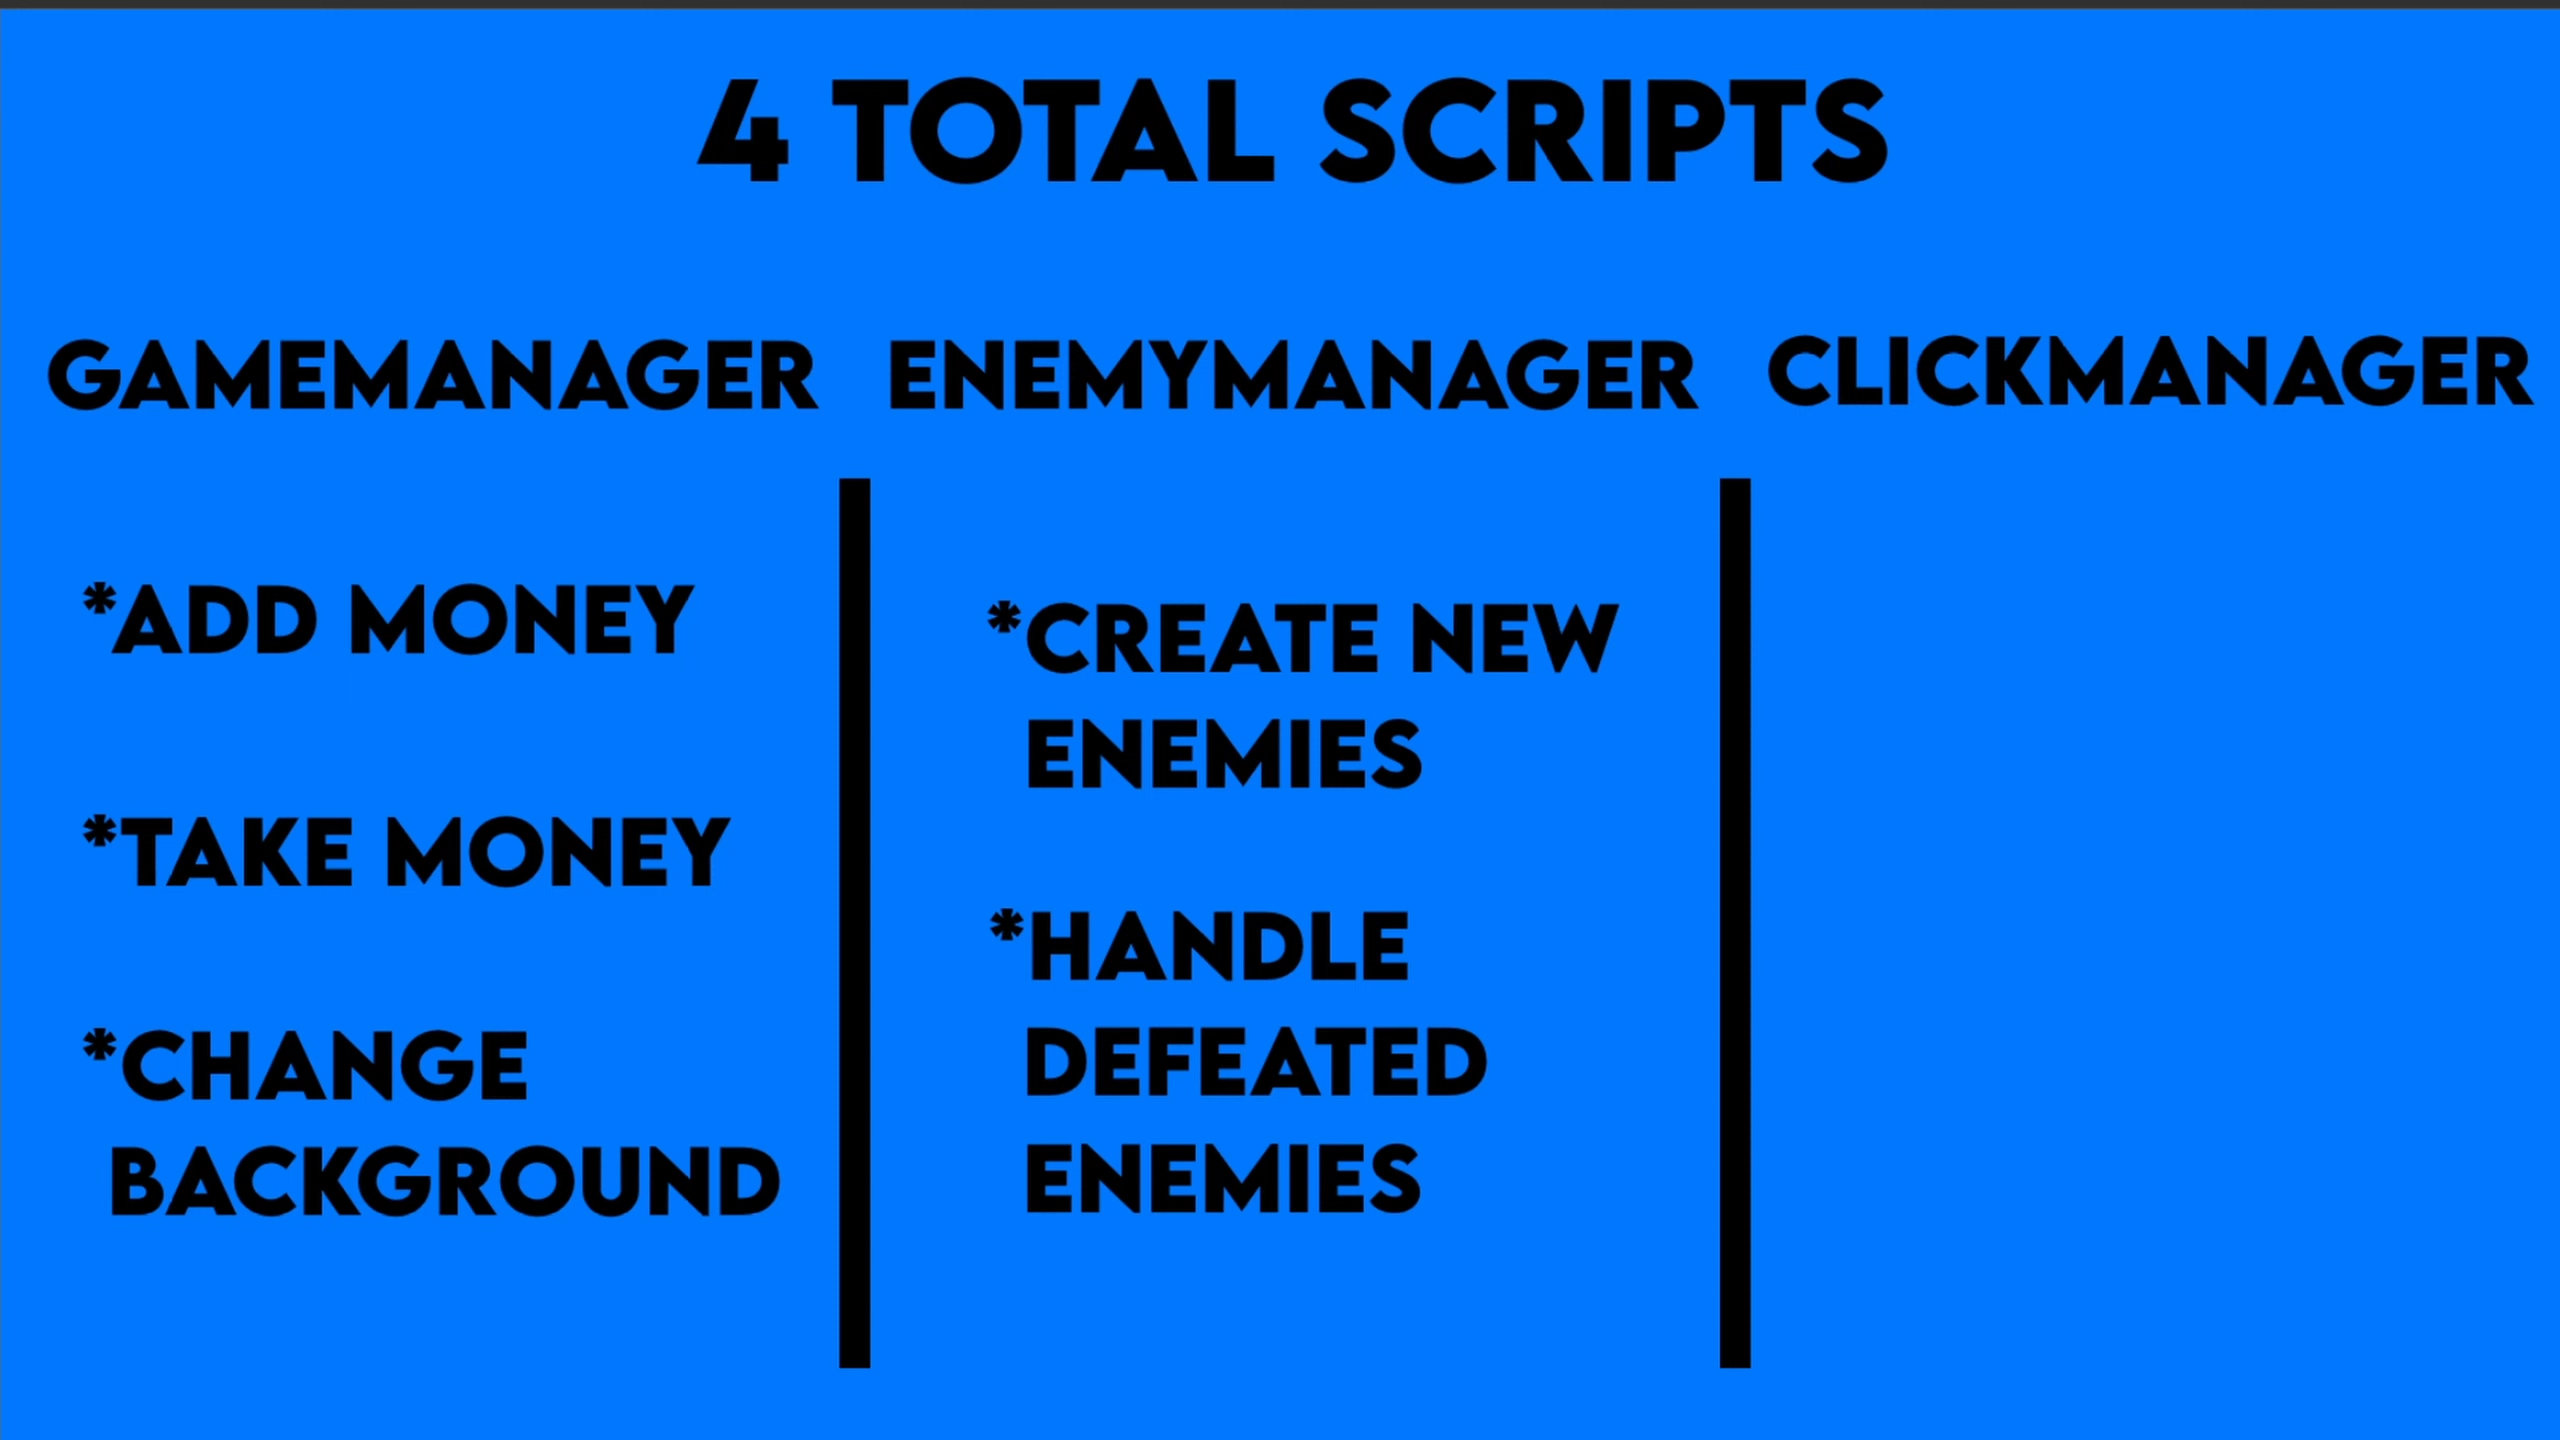 4 TOTAL SCRIPTS
GAMEMANAGER
*ADD MONEY
*TAKE MONEY
*CHANGE
BACKGROUND
ENEMYMANAGER
*CREATE NEW
ENEMIES
*HANDLE
DEFEATED
ENEMIES
CLICKMANAGER